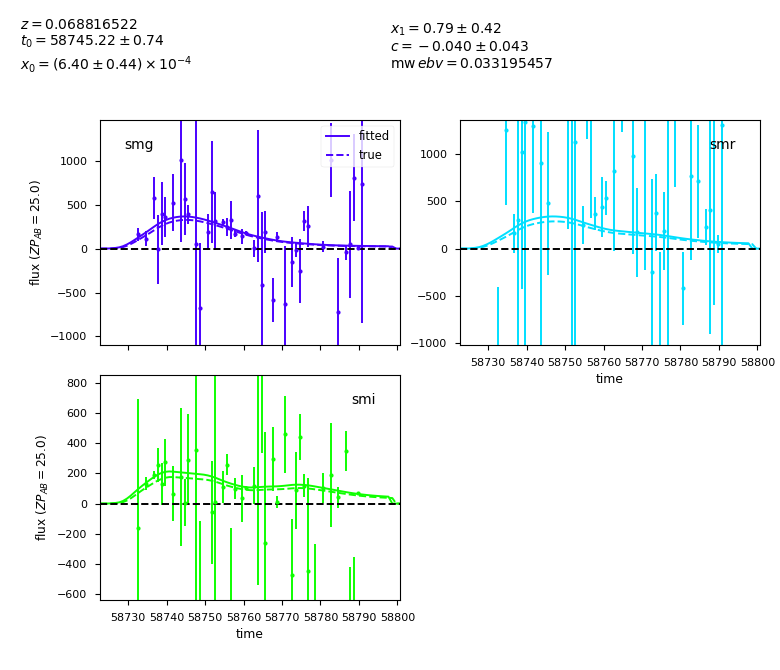 z = 0.068816522
t₀ = 58745.22 ± 0.74
x₀ = (6.40 ± 0.44) × 10⁻⁴
x₁ = 0.79 ± 0.42
c = −0.040 ± 0.043
mw ebv = 0.033195457
smg
fitted
true
1000
500
0
−500
−1000
flux (ZP_AB = 25.0)
smr
1000
500
0
−500
−1000
58730 58740 58750 58760 58770 58780 58790 58800
time
smi
800
600
400
200
0
−200
−400
−600
flux (ZP_AB = 25.0)
58730 58740 58750 58760 58770 58780 58790 58800
time